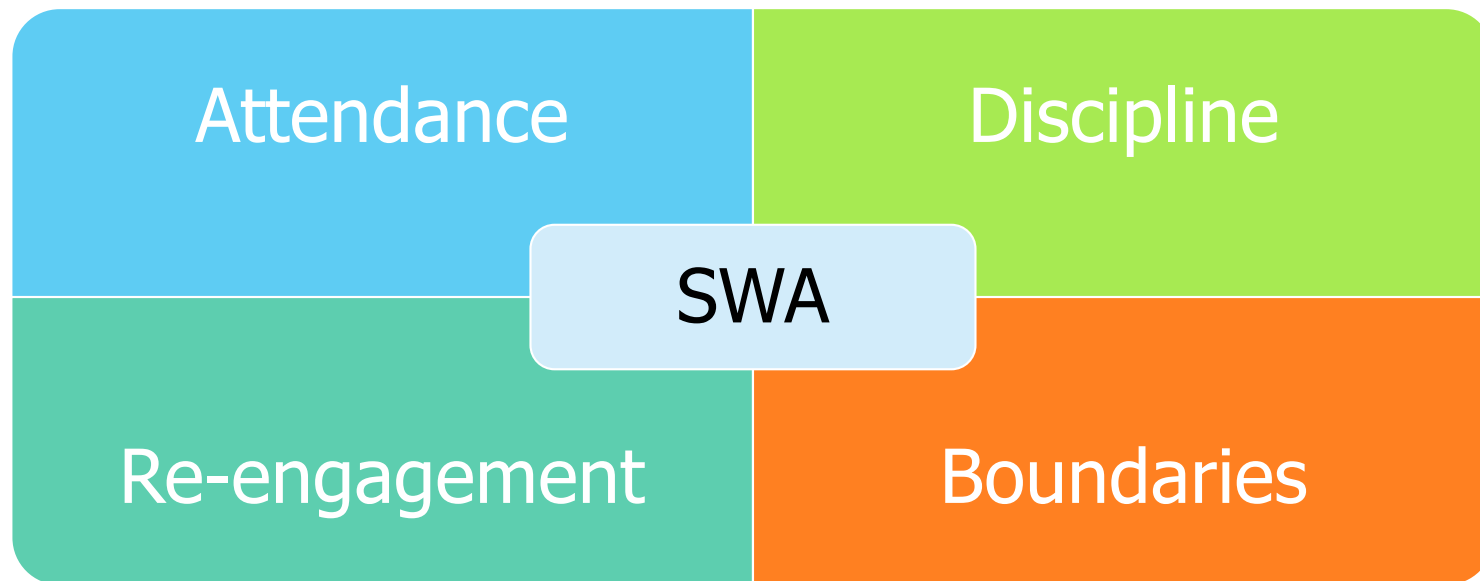 Attendance
Discipline
SWA
Re-engagement
Boundaries